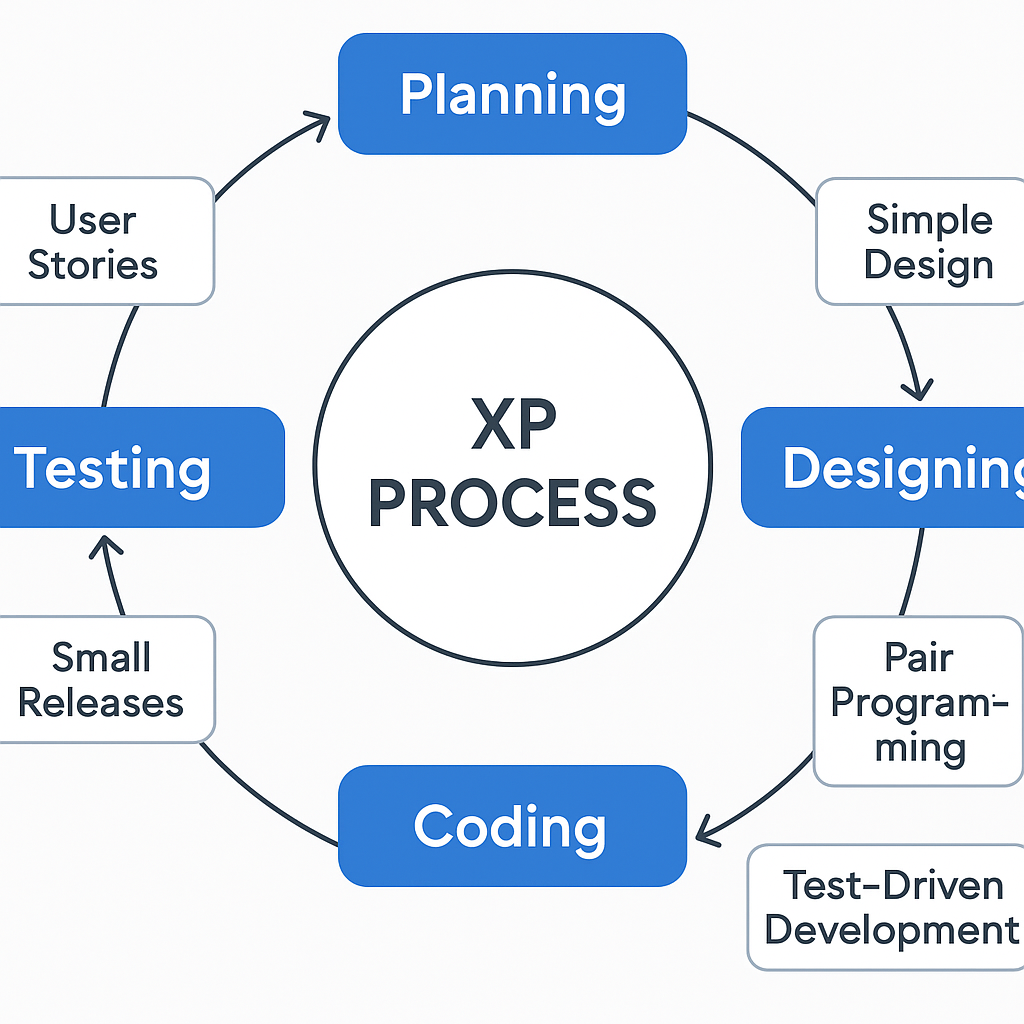 Planning
User
Stories
Simple
Design
XP
PROCESS
Testing
Designing
Small
Releases
Pair
Program-
ming
Coding
Test-Driven
Development